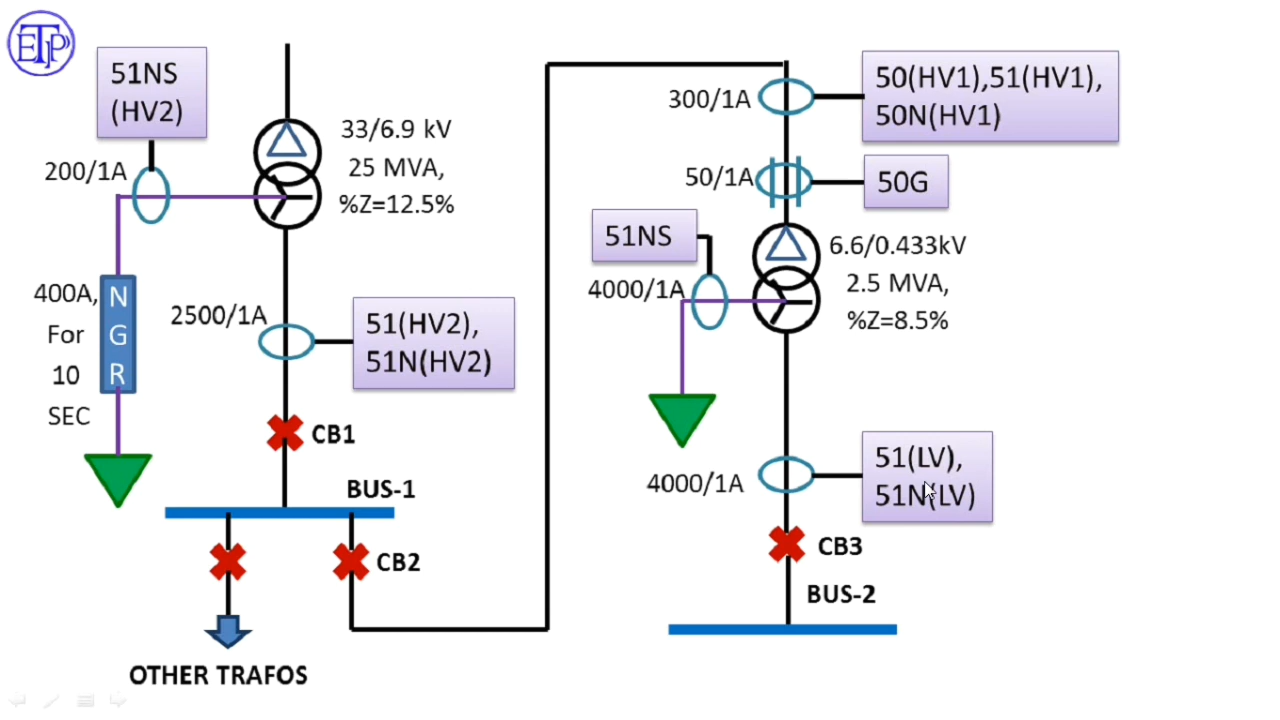 ETJP
51NS
(HV2)
200/1A
33/6.9 kV
25 MVA,
%Z=12.5%
400A,
For
10
SEC
N
G
R
2500/1A
51(HV2),
51N(HV2)
CB1
BUS-1
CB2
OTHER TRAFOS
300/1A
50(HV1),51(HV1),
50N(HV1)
50/1A
50G
51NS
4000/1A
6.6/0.433kV
2.5 MVA,
%Z=8.5%
4000/1A
51(LV),
51N(LV)
CB3
BUS-2